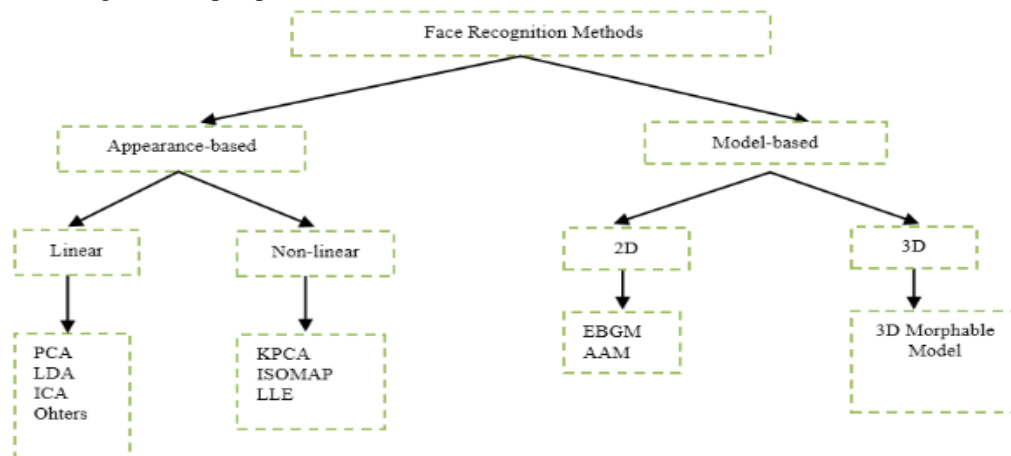 Face Recognition Methods
Appearance-based
Model-based
Linear
Non-linear
2D
3D
PCA
LDA
ICA
Ohters
KPCA
ISOMAP
LLE
EBGM
AAM
3D Morphable
Model